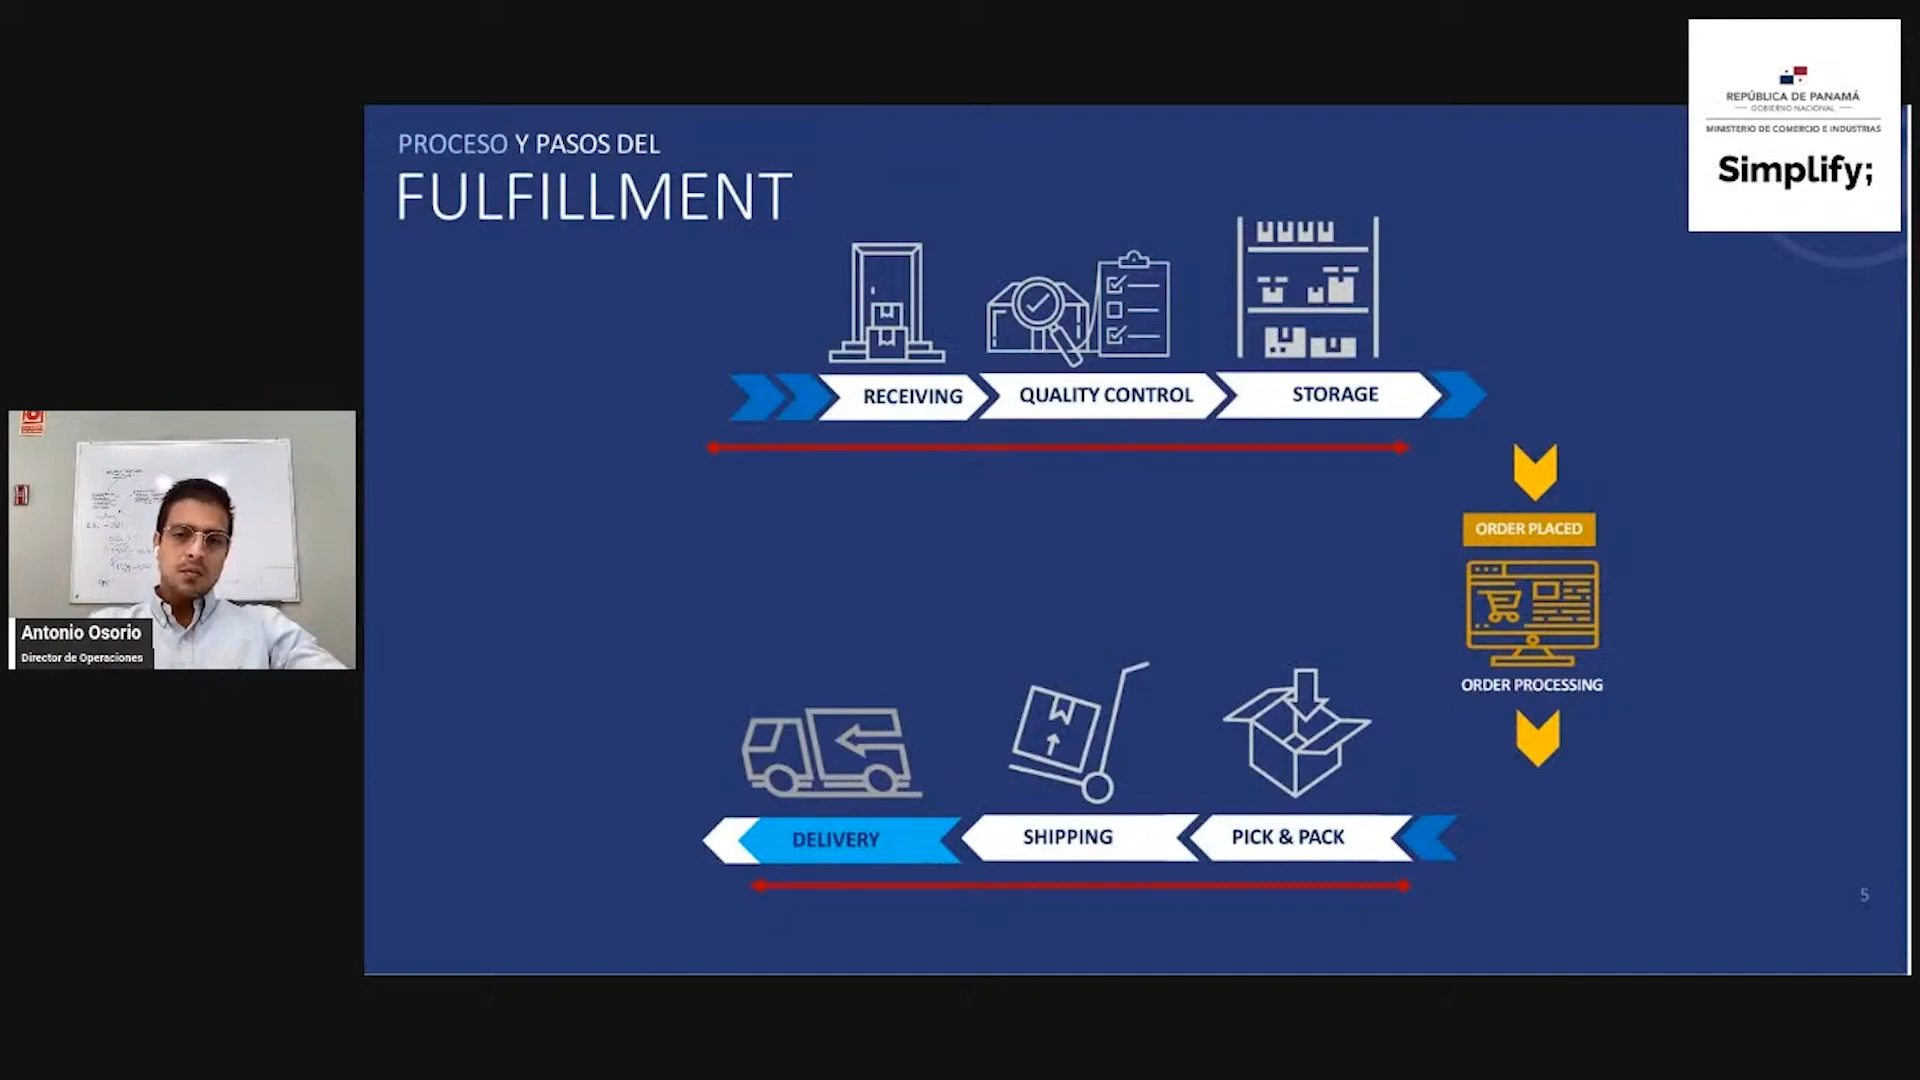 REPÚBLICA DE PANAMÁ
GOBIERNO NACIONAL
MINISTERIO DE COMERCIO E INDUSTRIAS
Simplify;
PROCESO Y PASOS DEL
FULFILLMENT
RECEIVING
QUALITY CONTROL
STORAGE
ORDER PLACED
ORDER PROCESSING
DELIVERY
SHIPPING
PICK & PACK
5
Antonio Osorio
Director de Operaciones